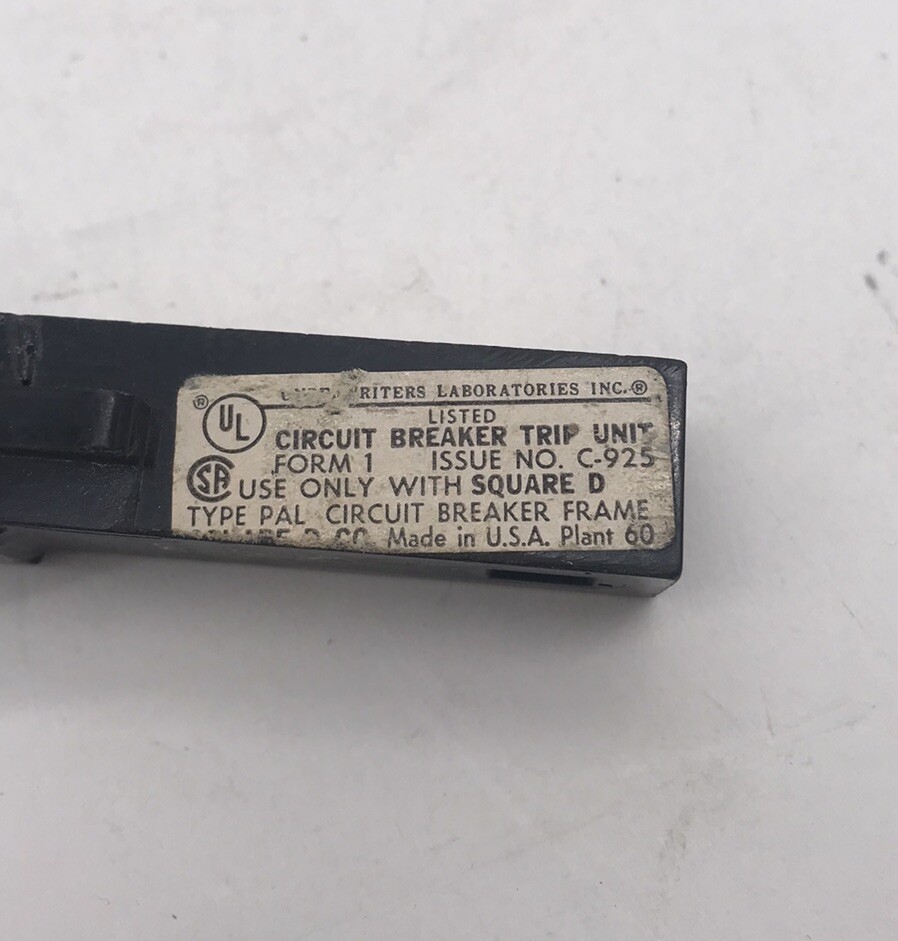 RITERS LABORATORIES INC.®
® UL LISTED
CIRCUIT BREAKER TRIP UNIT
FORM 1 ISSUE NO. C-925
SA USE ONLY WITH SQUARE D
TYPE PAL CIRCUIT BREAKER FRAME
Made in U.S.A. Plant 60